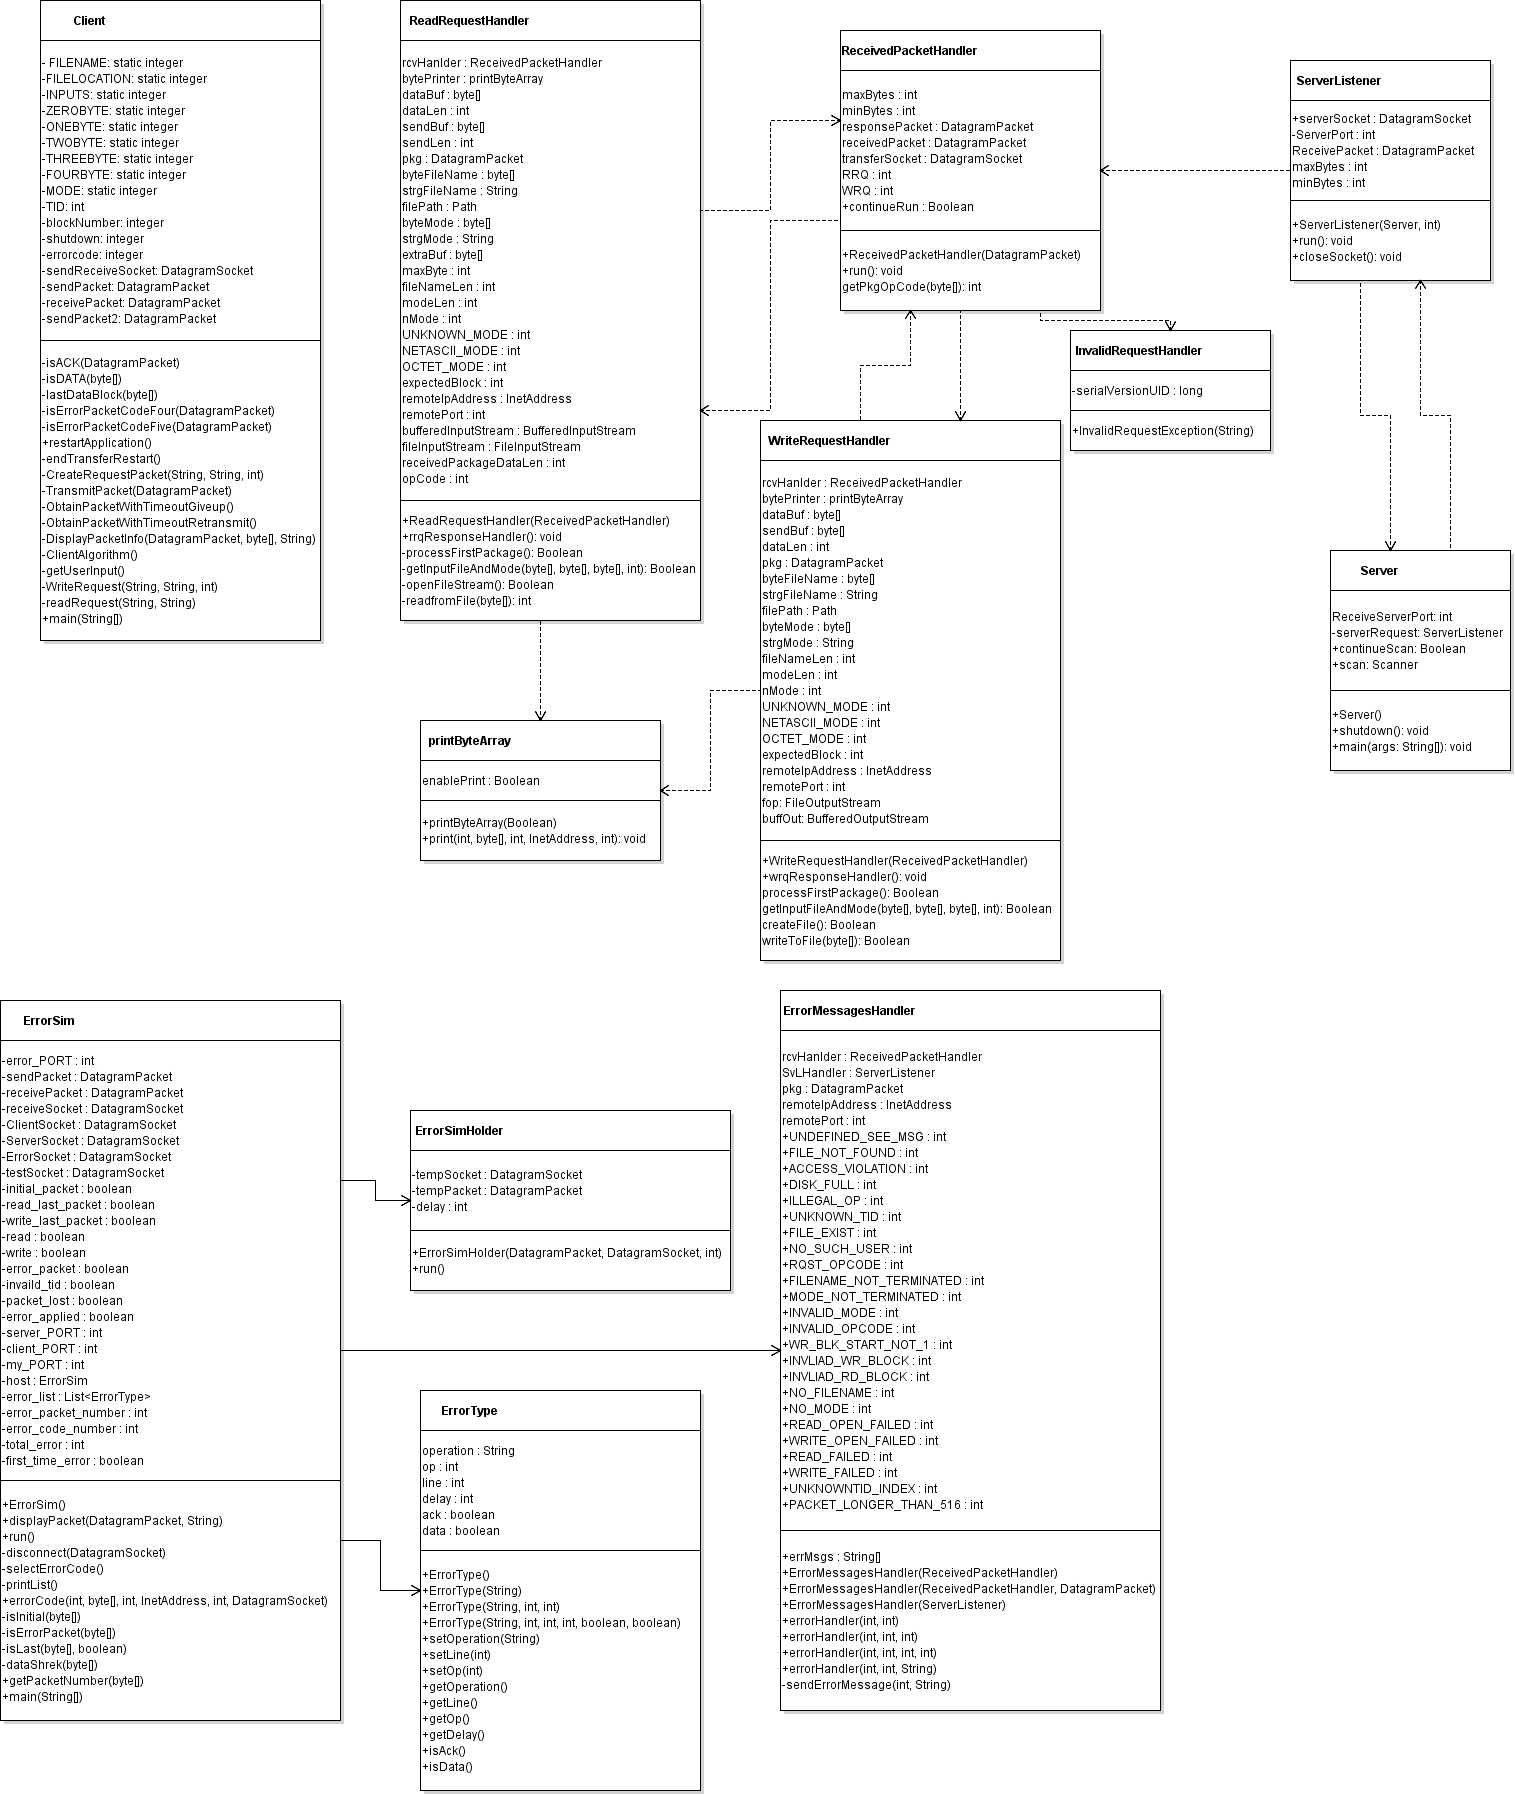 Client
- FILENAME: static integer
-FILELOCATION: static integer
-INPUTS: static integer
-ZEROBYTE: static integer
-ONEBYTE: static integer
-TWOBYTE: static integer
-THREEBYTE: static integer
-FOURBYTE: static integer
-MODE: static integer
-TID: int
-blockNumber: integer
-shutdown: integer
-errorcode: integer
-sendReceiveSocket: DatagramSocket
-sendPacket: DatagramPacket
-receivePacket: DatagramPacket
-sendPacket2: DatagramPacket
-isACK(DatagramPacket)
-isDATA(byte[])
-lastDataBlock(byte[])
-isErrorPacketCodeFour(DatagramPacket)
-isErrorPacketCodeFive(DatagramPacket)
+restartApplication()
-endTransferRestart()
-CreateRequestPacket(String, String, int)
-TransmitPacket(DatagramPacket)
-ObtainPacketWithTimeoutGiveup()
-ObtainPacketWithTimeoutRetransmit()
-DisplayPacketInfo(DatagramPacket, byte[], String)
-ClientAlgorithm()
-getUserInput()
-WriteRequest(String, String, int)
-readRequest(String, String)
+main(String[])
ReadRequestHandler
rcvHanlder : ReceivedPacketHandler
bytePrinter : printByteArray
dataBuf : byte[]
dataLen : int
sendBuf : byte[]
sendLen : int
pkg : DatagramPacket
byteFileName : byte[]
strgFileName : String
filePath : Path
byteMode : byte[]
strgMode : String
extraBuf : byte[]
maxByte : int
fileNameLen : int
modeLen : int
nMode : int
UNKNOWN_MODE : int
NETASCII_MODE : int
OCTET_MODE : int
expectedBlock : int
remoteIpAddress : InetAddress
remotePort : int
bufferedInputStream : BufferedInputStream
fileInputStream : FileInputStream
receivedPackageDataLen : int
opCode : int
+ReadRequestHandler(ReceivedPacketHandler)
+rrqResponseHandler(): void
-processFirstPackage(): Boolean
-getInputFileAndMode(byte[], byte[], byte[], int): Boolean
-openFileStream(): Boolean
-readfromFile(byte[]): int
ReceivedPacketHandler
maxBytes : int
minBytes : int
responsePacket : DatagramPacket
receivedPacket : DatagramPacket
transferSocket : DatagramSocket
RRQ : int
WRQ : int
+continueRun : Boolean
+ReceivedPacketHandler(DatagramPacket)
+run(): void
getPkgOpCode(byte[]): int
ServerListener
+serverSocket : DatagramSocket
-ServerPort : int
ReceivePacket : DatagramPacket
maxBytes : int
minBytes : int
+ServerListener(Server, int)
+run(): void
+closeSocket(): void
InvalidRequestHandler
-serialVersionUID : long
+InvalidRequestException(String)
WriteRequestHandler
rcvHanlder : ReceivedPacketHandler
bytePrinter : printByteArray
dataBuf : byte[]
sendBuf : byte[]
dataLen : int
pkg : DatagramPacket
byteFileName : byte[]
strgFileName : String
filePath : Path
byteMode : byte[]
strgMode : String
fileNameLen : int
modeLen : int
nMode : int
UNKNOWN_MODE : int
NETASCII_MODE : int
OCTET_MODE : int
expectedBlock : int
remoteIpAddress : InetAddress
remotePort : int
fop: FileOutputStream
buffOut: BufferedOutputStream
+WriteRequestHandler(ReceivedPacketHandler)
+wrqResponseHandler(): void
processFirstPackage(): Boolean
getInputFileAndMode(byte[], byte[], byte[], int): Boolean
createFile(): Boolean
writeToFile(byte[]): Boolean
Server
ReceiveServerPort: int
-serverRequest: ServerListener
+continueScan: Boolean
+scan: Scanner
+Server()
+shutdown(): void
+main(args: String[]): void
printByteArray
enablePrint : Boolean
+printByteArray(Boolean)
+print(int, byte[], int, InetAddress, int): void
ErrorSim
-error_PORT : int
-sendPacket : DatagramPacket
-receivePacket : DatagramPacket
-receiveSocket : DatagramSocket
-ClientSocket : DatagramSocket
-ServerSocket : DatagramSocket
-ErrorSocket : DatagramSocket
-testSocket : DatagramSocket
-initial_packet : boolean
-read_last_packet : boolean
-write_last_packet : boolean
-read : boolean
-write : boolean
-error_packet : boolean
-invaild_tid : boolean
-packet_lost : boolean
-error_applied : boolean
-server_PORT : int
-client_PORT : int
-my_PORT : int
-host : ErrorSim
-error_list : List<ErrorType>
-error_packet_number : int
-error_code_number : int
-total_error : int
-first_time_error : boolean
+ErrorSim()
+displayPacket(DatagramPacket, String)
+run()
-disconnect(DatagramSocket)
-selectErrorCode()
-printList()
+errorCode(int, byte[], int, InetAddress, int, DatagramSocket)
-isInitial(byte[])
-isErrorPacket(byte[])
-isLast(byte[], boolean)
-dataShrek(byte[])
+getPacketNumber(byte[])
+main(String[])
ErrorSimHolder
-tempSocket : DatagramSocket
-tempPacket : DatagramPacket
-delay : int
+ErrorSimHolder(DatagramPacket, DatagramSocket, int)
+run()
ErrorType
operation : String
op : int
line : int
delay : int
ack : boolean
data : boolean
+ErrorType()
+ErrorType(String)
+ErrorType(String, int, int)
+ErrorType(String, int, int, int, boolean, boolean)
+setOperation(String)
+setLine(int)
+setOp(int)
+getOperation()
+getLine()
+getOp()
+getDelay()
+isAck()
+isData()
ErrorMessagesHandler
rcvHanlder : ReceivedPacketHandler
SvLHandler : ServerListener
pkg : DatagramPacket
remoteIpAddress : InetAddress
remotePort : int
+UNDEFINED_SEE_MSG : int
+FILE_NOT_FOUND : int
+ACCESS_VIOLATION : int
+DISK_FULL : int
+ILLEGAL_OP : int
+UNKNOWN_TID : int
+FILE_EXIST : int
+NO_SUCH_USER : int
+RQST_OPCODE : int
+FILENAME_NOT_TERMINATED : int
+MODE_NOT_TERMINATED : int
+INVALID_MODE : int
+INVALID_OPCODE : int
+WR_BLK_START_NOT_1 : int
+INVLIAD_WR_BLOCK : int
+INVLIAD_RD_BLOCK : int
+NO_FILENAME : int
+NO_MODE : int
+READ_OPEN_FAILED : int
+WRITE_OPEN_FAILED : int
+READ_FAILED : int
+WRITE_FAILED : int
+UNKNOWNTID_INDEX : int
+PACKET_LONGER_THAN_516 : int
+errMsgs : String[]
+ErrorMessagesHandler(ReceivedPacketHandler)
+ErrorMessagesHandler(ReceivedPacketHandler, DatagramPacket)
+ErrorMessagesHandler(ServerListener)
+errorHandler(int, int)
+errorHandler(int, int, int)
+errorHandler(int, int, int, int)
+errorHandler(int, int, String)
-sendErrorMessage(int, String)